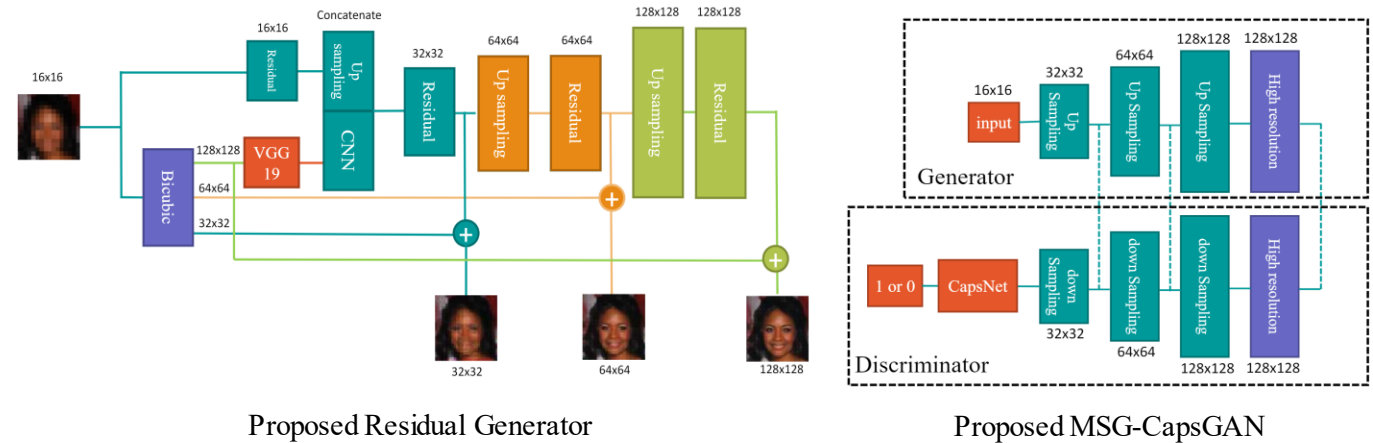 Concatenate
16x16
Residual
Up
sampling
CNN
32x32
Residual
64x64
Up sampling
64x64
Residual
128x128
Up sampling
128x128
Residual
16x16
Bicubic
128x128
64x64
32x32
VGG
19
+
+
+
32x32
64x64
128x128
Proposed Residual Generator
16x16
input
32x32
Up
Sampling
64x64
Up Sampling
128x128
Up Sampling
128x128
High resolution
Generator
1 or 0
CapsNet
down
Sampling
32x32
down Sampling
64x64
down Sampling
128x128
High resolution
128x128
Discriminator
Proposed MSG-CapsGAN